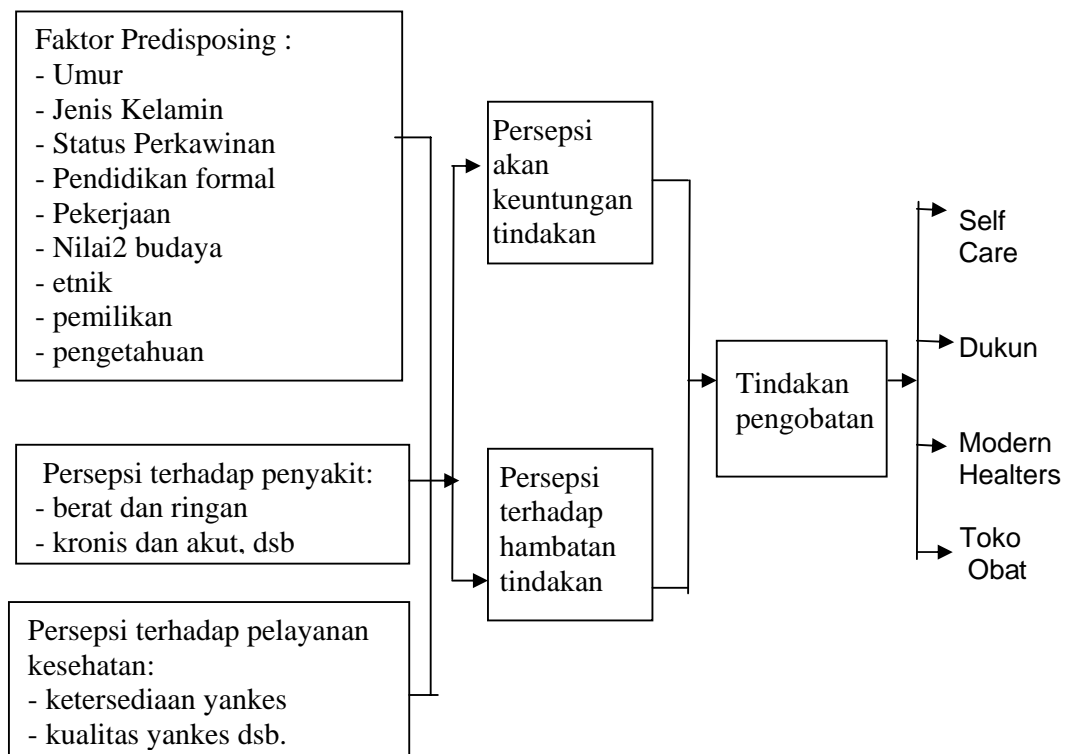 Faktor Predisposing :
- Umur
- Jenis Kelamin
- Status Perkawinan
- Pendidikan formal
- Pekerjaan
- Nilai2 budaya
- etnik
- pemilikan
- pengetahuan
Persepsi terhadap penyakit:
- berat dan ringan
- kronis dan akut, dsb
Persepsi terhadap pelayanan
kesehatan:
- ketersediaan yankes
- kualitas yankes dsb.
Persepsi
akan
keuntungan
tindakan
Persepsi
terhadap
hambatan
tindakan
Tindakan
pengobatan
Self
Care
Dukun
Modern
Healters
Toko
Obat